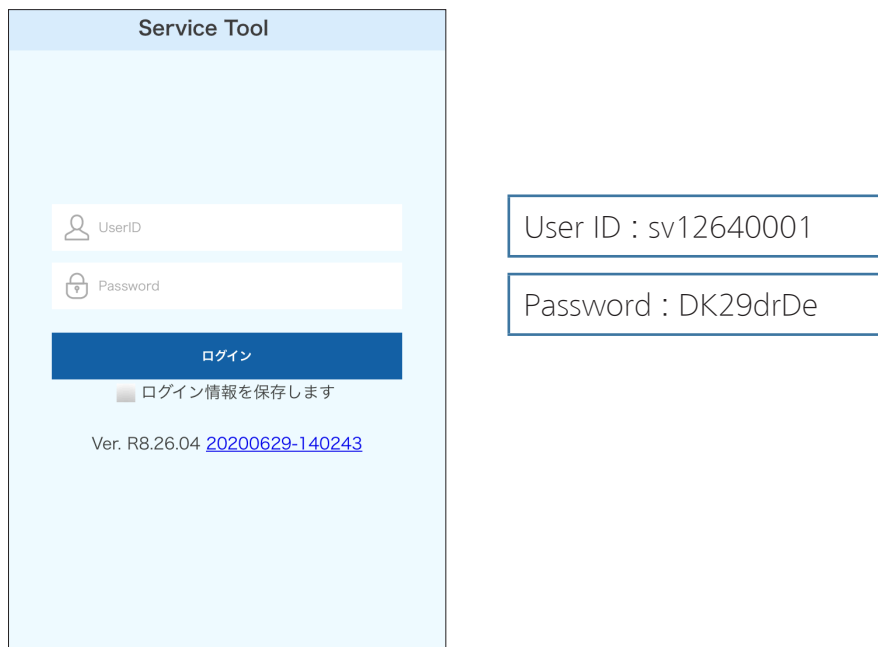 Service Tool
UserID
Password
ログイン
ログイン情報を保存します
Ver. R8.26.04 20200629-140243
User ID : sv12640001
Password : DK29drDe